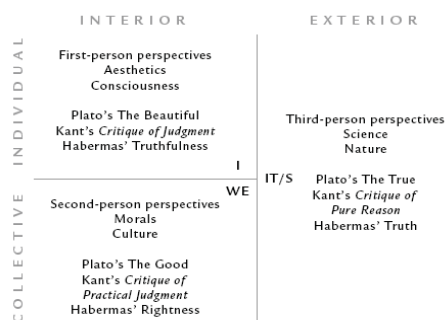 INTERIOR
EXTERIOR
INDIVIDUAL
First-person perspectives
Aesthetics
Consciousness
Plato's The Beautiful
Kant's Critique of Judgment
Habermas' Truthfulness
I
Third-person perspectives
Science
Nature
IT/S
Plato's The True
Kant's Critique of
Pure Reason
Habermas' Truth
WE
COLLECTIVE
Second-person perspectives
Morals
Culture
Plato's The Good
Kant's Critique of
Practical Judgment
Habermas' Rightness